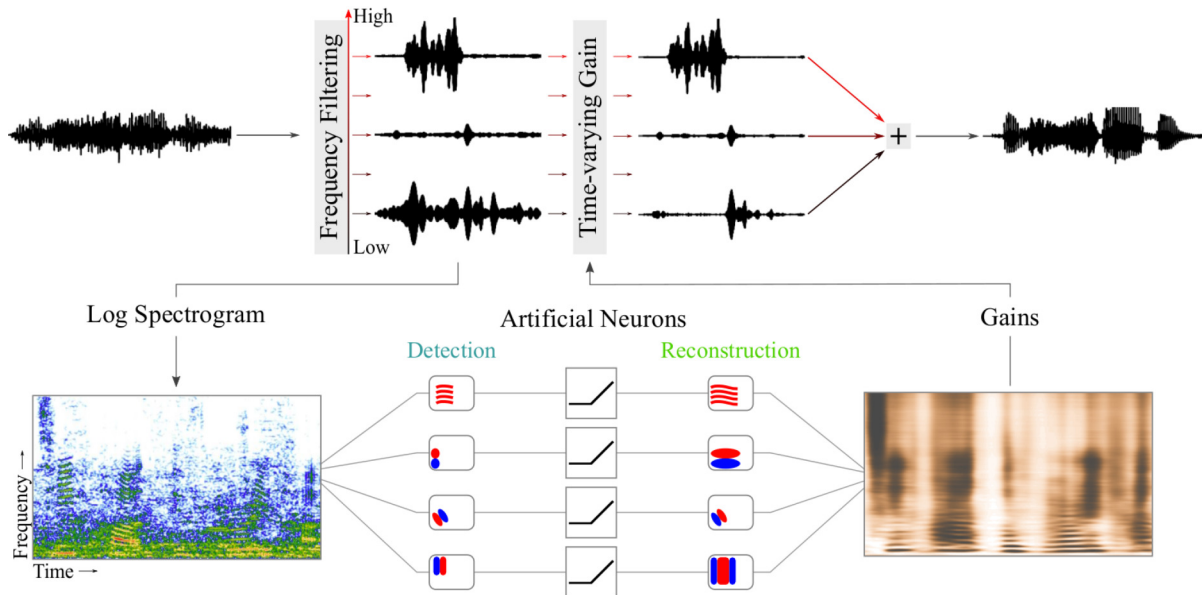 High
Frequency Filtering
Time-varying Gain
+
Low
Log Spectrogram
Artificial Neurons
Gains
Detection
Reconstruction
Frequency
Time